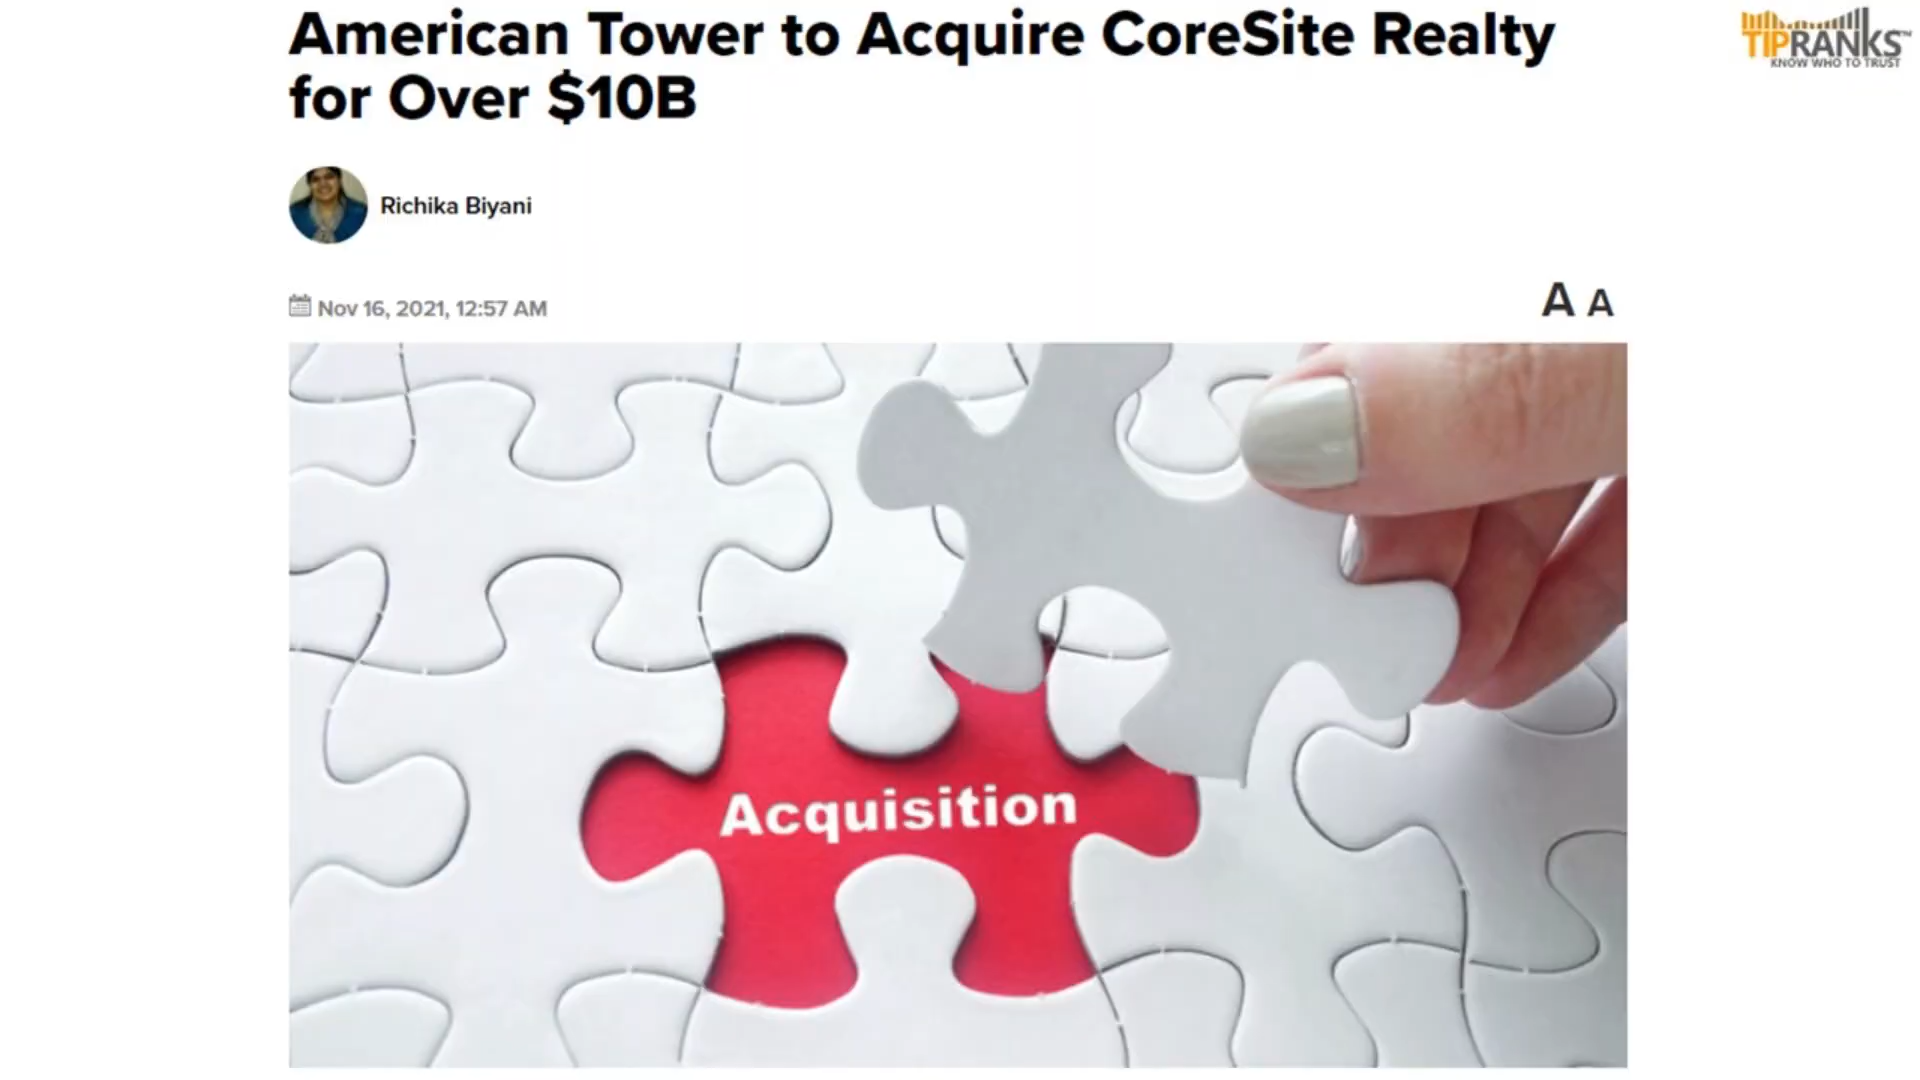 American Tower to Acquire CoreSite Realty
for Over $10B
TIPRANKS™
KNOW WHO TO TRUST
Richika Biyani
Nov 16, 2021, 12:57 AM
A A
Acquisition